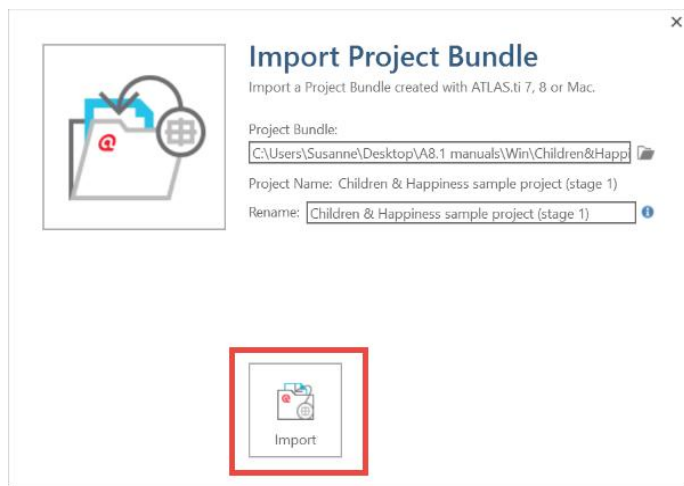 Import Project Bundle
Import a Project Bundle created with ATLAS.ti 7, 8 or Mac.
Project Bundle:
C:\Users\Susanne\Desktop\A8.1 manuals\Win\Children&Happi
Project Name: Children & Happiness sample project (stage 1)
Rename: Children & Happiness sample project (stage 1)
Import